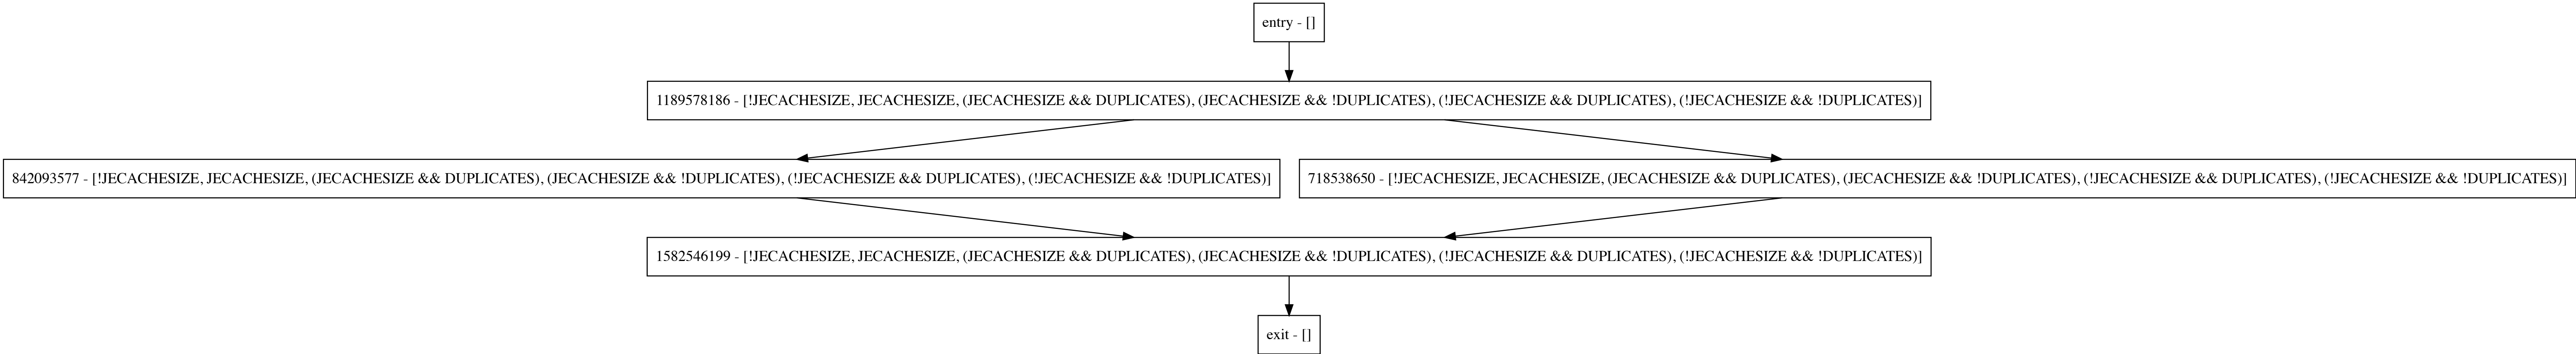 entry - []
1189578186 - [!JECACHESIZE, JECACHESIZE, (JECACHESIZE && DUPLICATES), (JECACHESIZE && !DUPLICATES), (!JECACHESIZE && DUPLICATES), (!JECACHESIZE && !DUPLICATES)]
842093577 - [!JECACHESIZE, JECACHESIZE, (JECACHESIZE && DUPLICATES), (JECACHESIZE && !DUPLICATES), (!JECACHESIZE && DUPLICATES), (!JECACHESIZE && !DUPLICATES)]
718538650 - [!JECACHESIZE, JECACHESIZE, (JECACHESIZE && DUPLICATES), (JECACHESIZE && !DUPLICATES), (!JECACHESIZE && DUPLICATES), (!JECACHESIZE && !DUPLICATES)]
1582546199 - [!JECACHESIZE, JECACHESIZE, (JECACHESIZE && DUPLICATES), (JECACHESIZE && !DUPLICATES), (!JECACHESIZE && DUPLICATES), (!JECACHESIZE && !DUPLICATES)]
exit - []